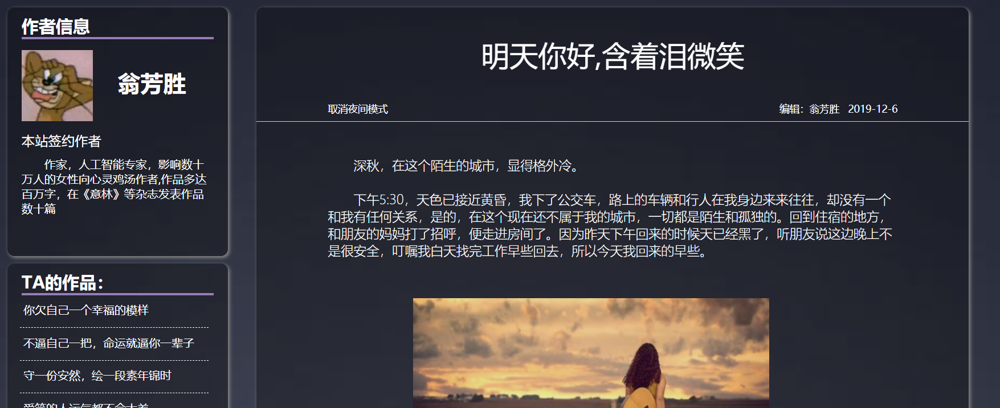 作者信息
翁芳胜
本站签约作者
作家，人工智能专家，影响数十
万人的女性向心灵鸡汤作者,作品多达
百万字，在《意林》等杂志发表作品
数十篇
TA的作品：
你欠自己一个幸福的模样
不逼自己一把，命运就逼你一辈子
守一份安然，绘一段素年锦时
爱笑的人运气都不会太差
明天你好,含着泪微笑
取消夜间模式
编辑：翁芳胜 2019-12-6
深秋，在这个陌生的城市，显得格外冷。
下午5:30，天色已接近黄昏，我下了公交车，路上的车辆和行人在我身边来来往往，却没有一个
和我有任何关系，是的，在这个现在还不属于我的城市，一切都是陌生和孤独的。回到住宿的地方，
和朋友的妈妈打了招呼，便走进房间了。因为昨天下午回来的时候天已经黑了，听朋友说这边晚上不
是很安全，叮嘱我白天找完工作早些回去，所以今天我回来的早些。